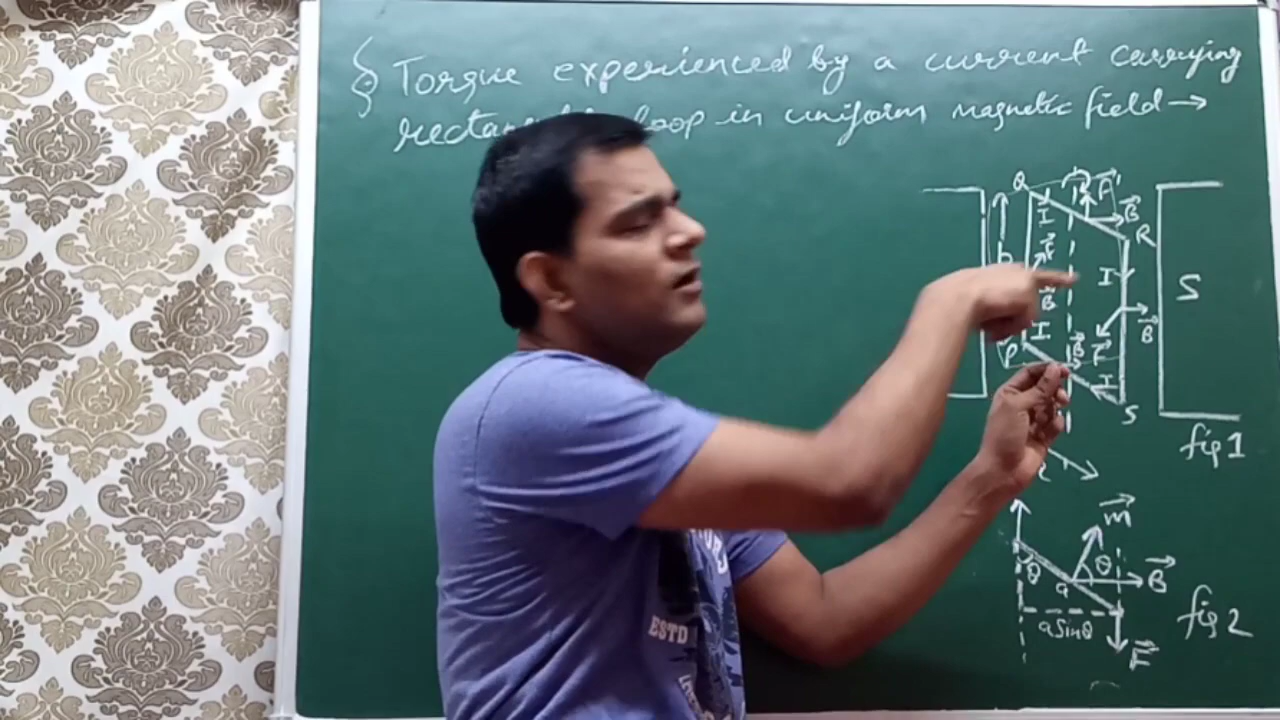 § Torque experienced by a current carrying
loop in uniform magnetic field →
Q
I
F'
B
R
I
F
B
I
S
B
P
B
F
I
S
fig 1
m
θ
θ
B
a
a sinθ
F
fig 2
ESTD